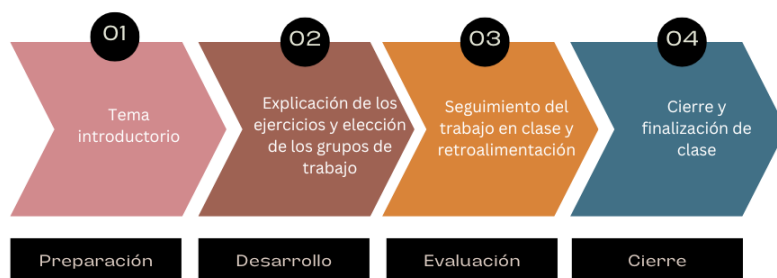 01
02
03
04
Tema
introductorio
Explicación de los
ejercicios y elección
de los grupos de
trabajo
Seguimiento del
trabajo en clase y
retroalimentación
Cierre y
finalización de
clase
Preparación
Desarrollo
Evaluación
Cierre